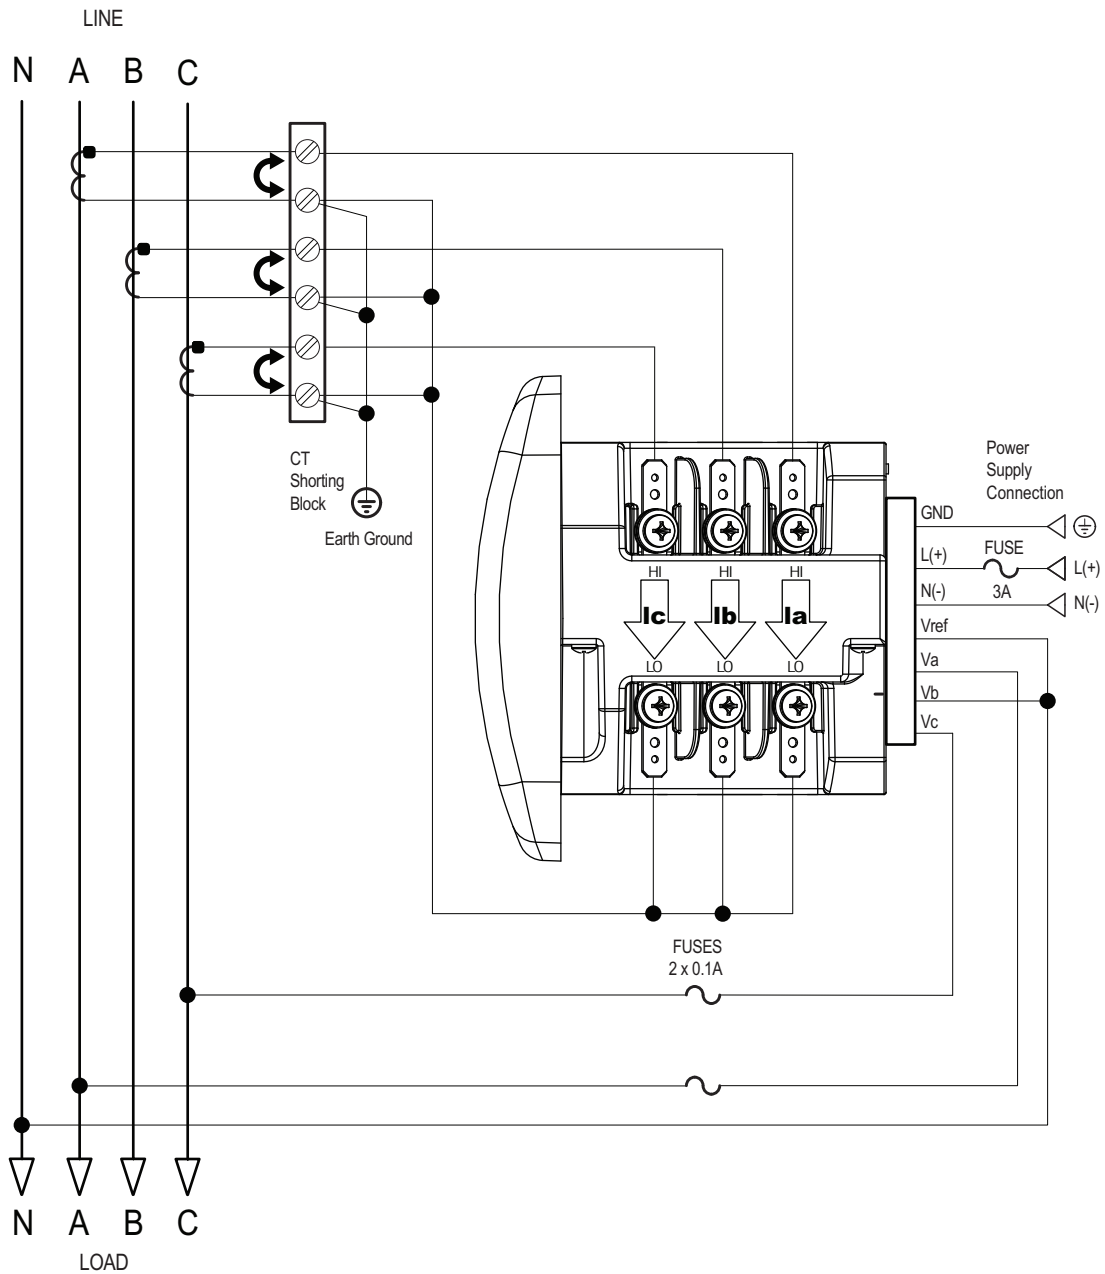 LINE
N A B C
CT
Shorting
Block
Earth Ground
Power
Supply
Connection
GND
L(+)
FUSE
L(+)
N(-)
3A
N(-)
Vref
Va
Vb
Vc
HI HI HI
Ic Ib Ia
LO LO LO
FUSES
2 x 0.1A
N A B C
LOAD